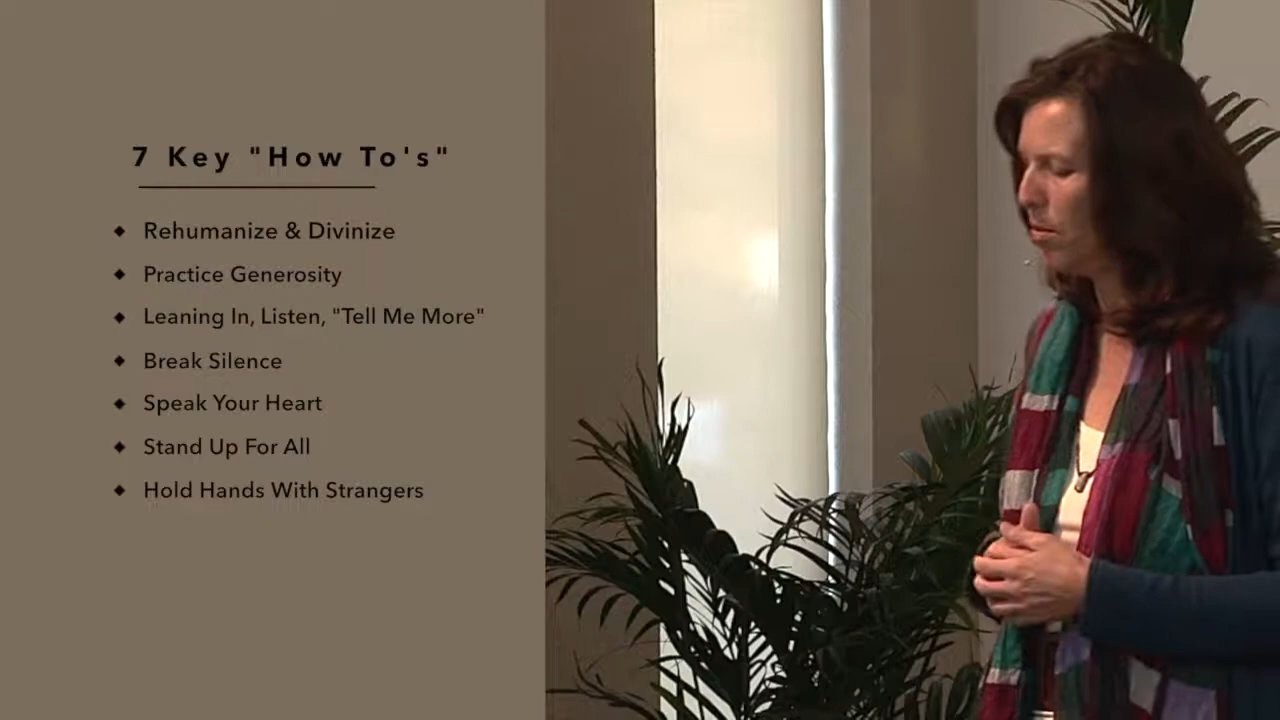 7 Key "How To's"
Rehumanize & Divinize
Practice Generosity
Leaning In, Listen, "Tell Me More"
Break Silence
Speak Your Heart
Stand Up For All
Hold Hands With Strangers